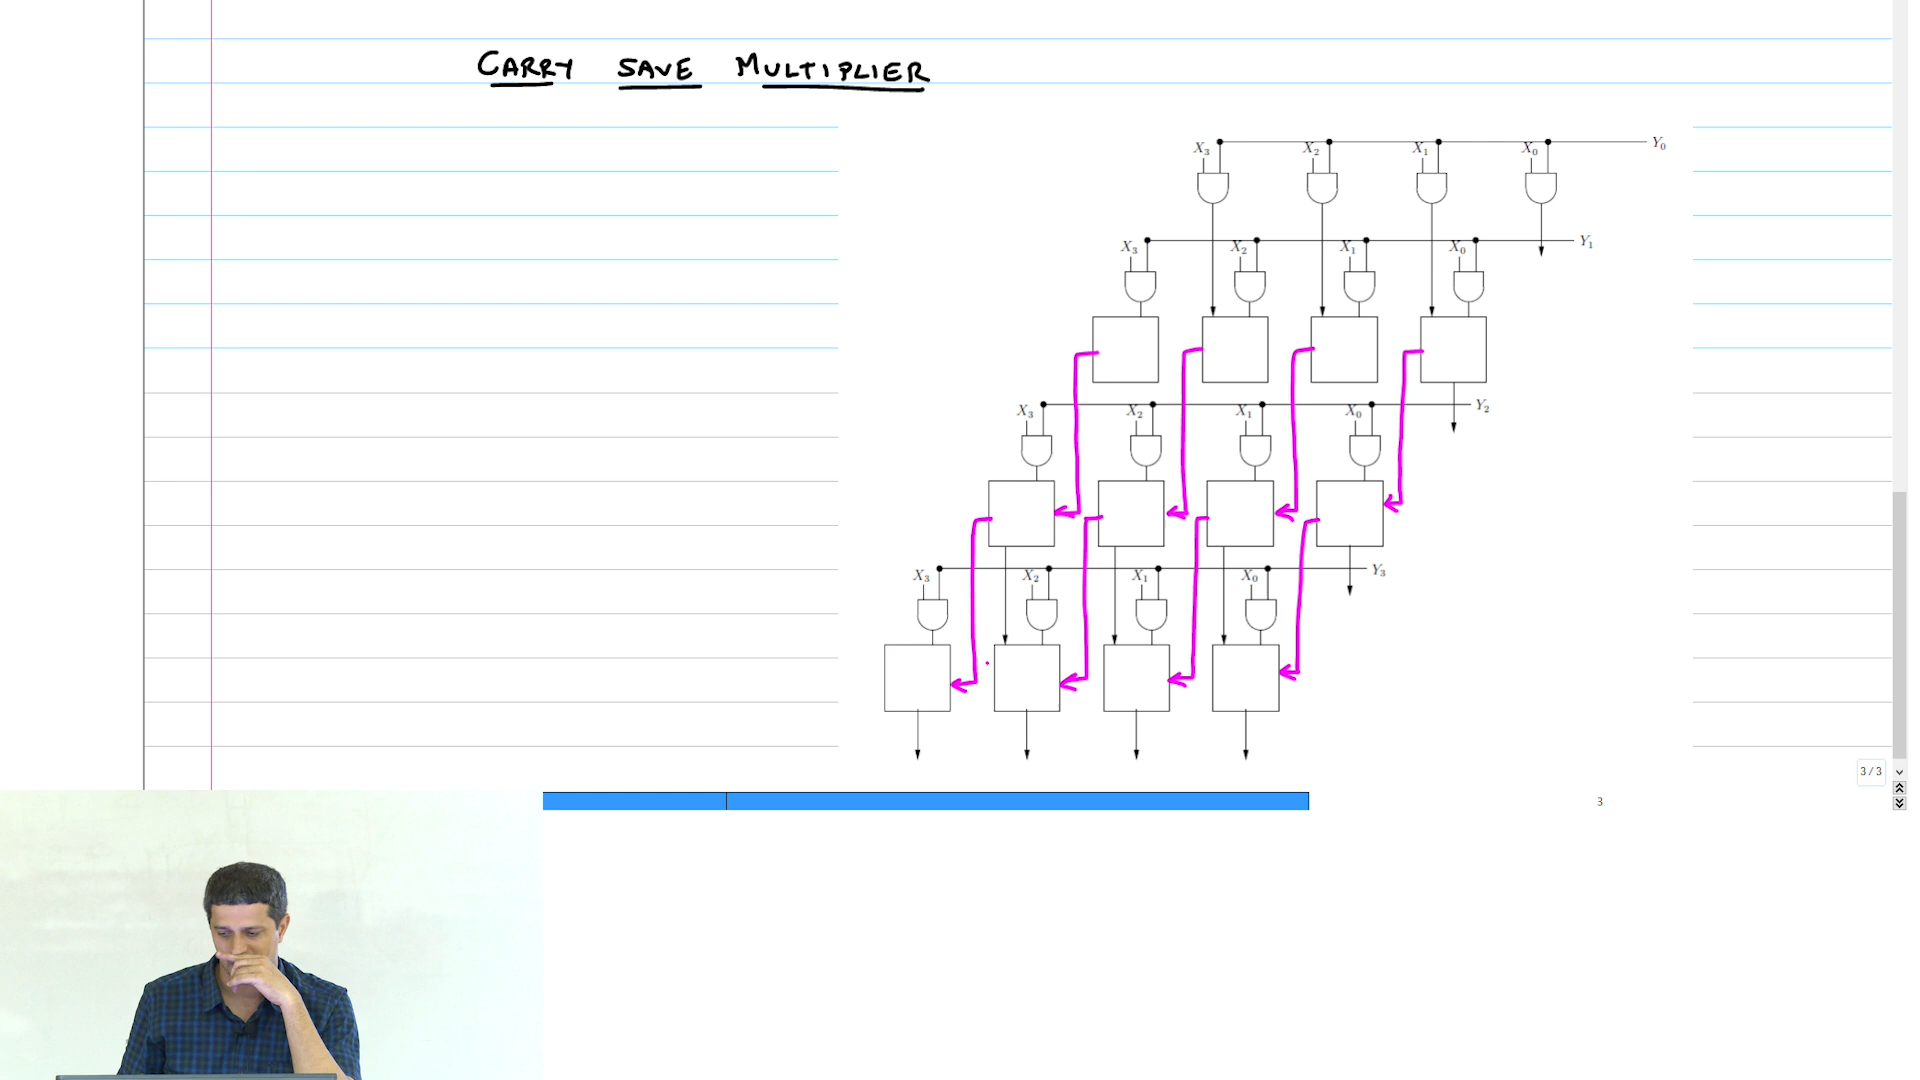 CARRY SAVE MULTIPLIER
X3 X2 X1 X0 Y0
X3 X2 X1 X0 Y1
X3 X2 X1 X0 Y2
X3 X2 X1 X0 Y3
3 / 3
3